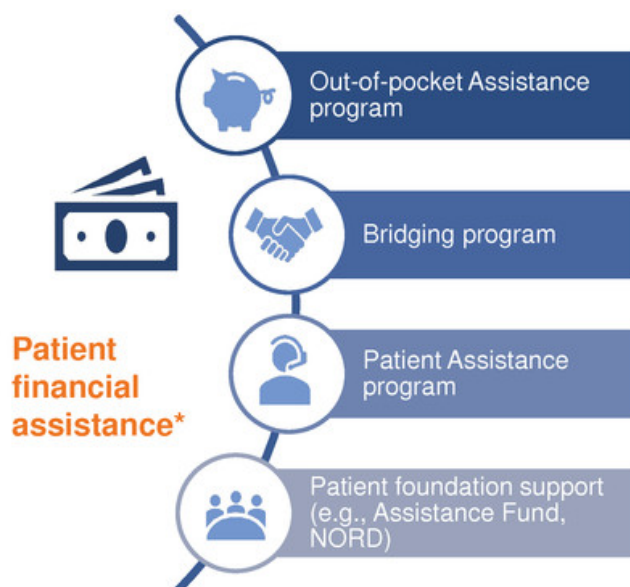 Out-of-pocket Assistance
program
Bridging program
Patient
financial
assistance*
Patient Assistance
program
Patient foundation support
(e.g., Assistance Fund,
NORD)